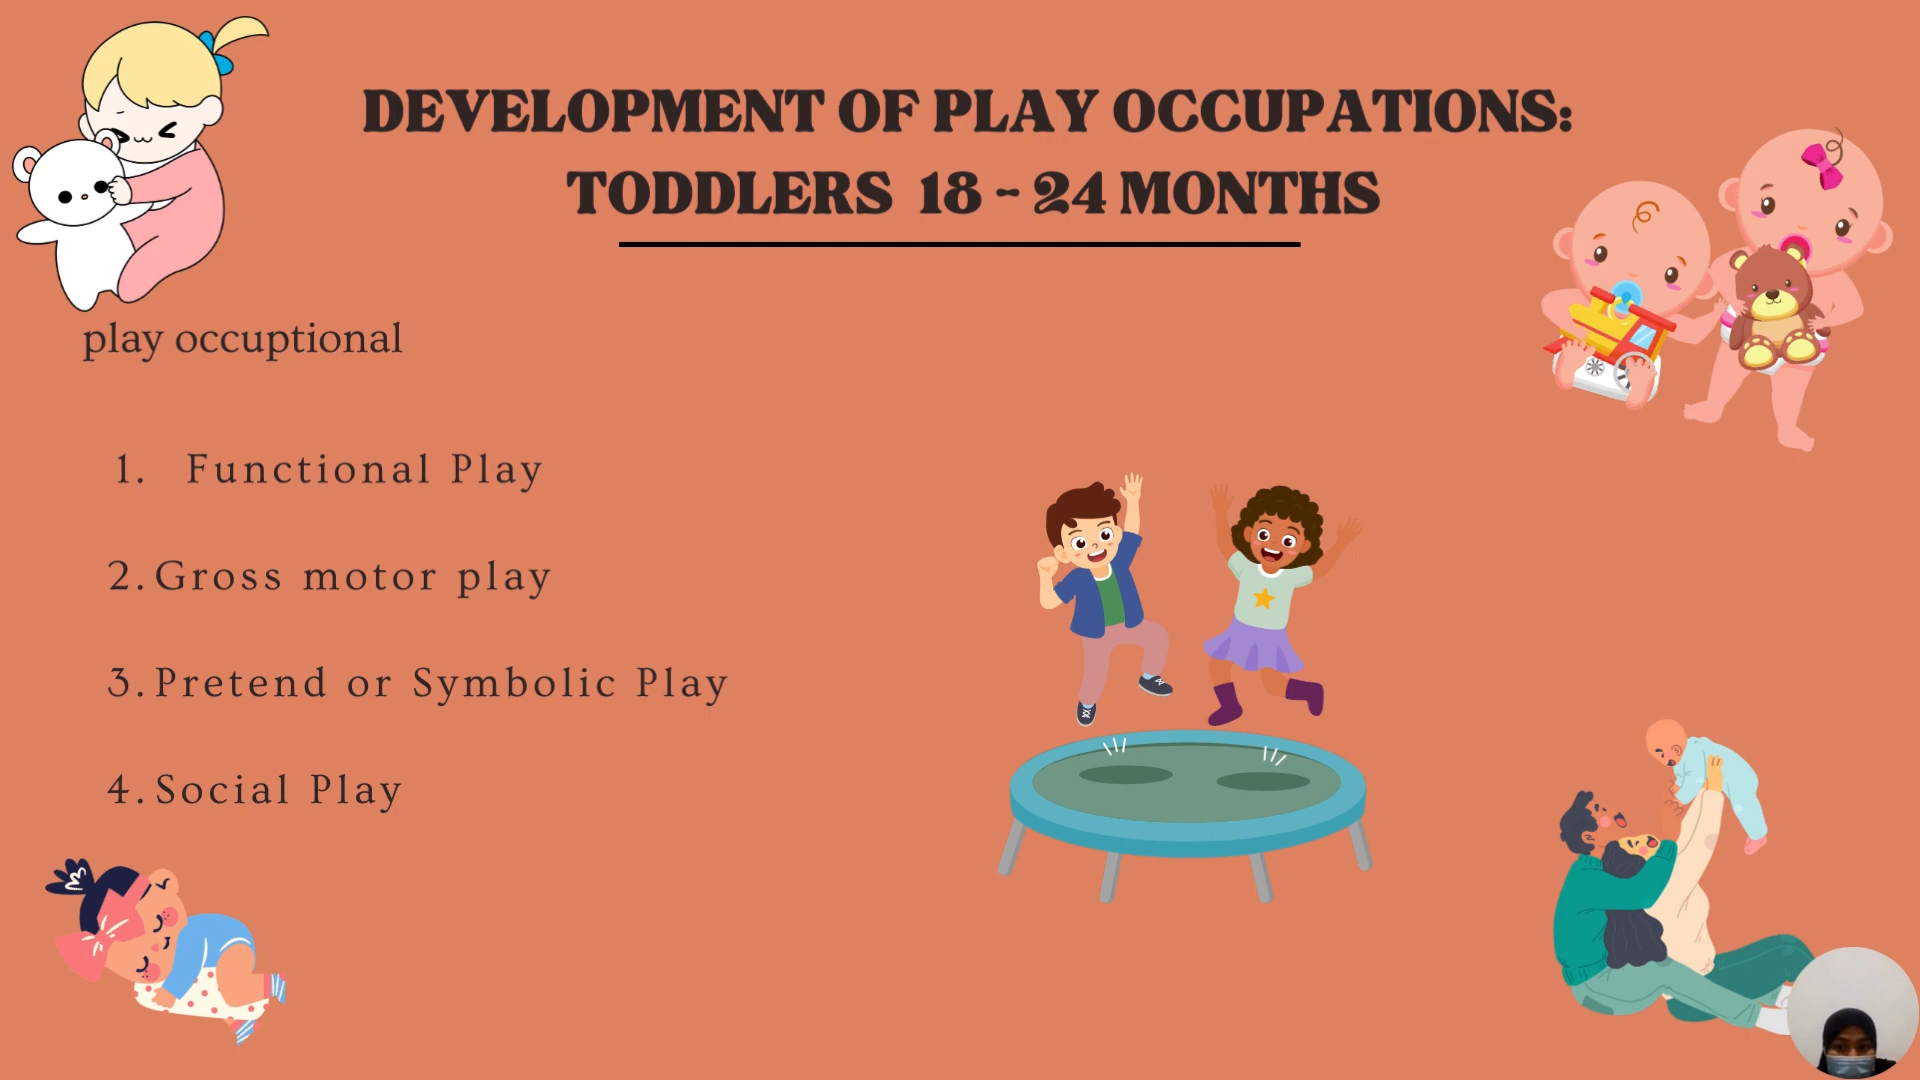 DEVELOPMENT OF PLAY OCCUPATIONS:
TODDLERS 18 - 24 MONTHS
play occuptional
1. Functional Play
2. Gross motor play
3. Pretend or Symbolic Play
4. Social Play